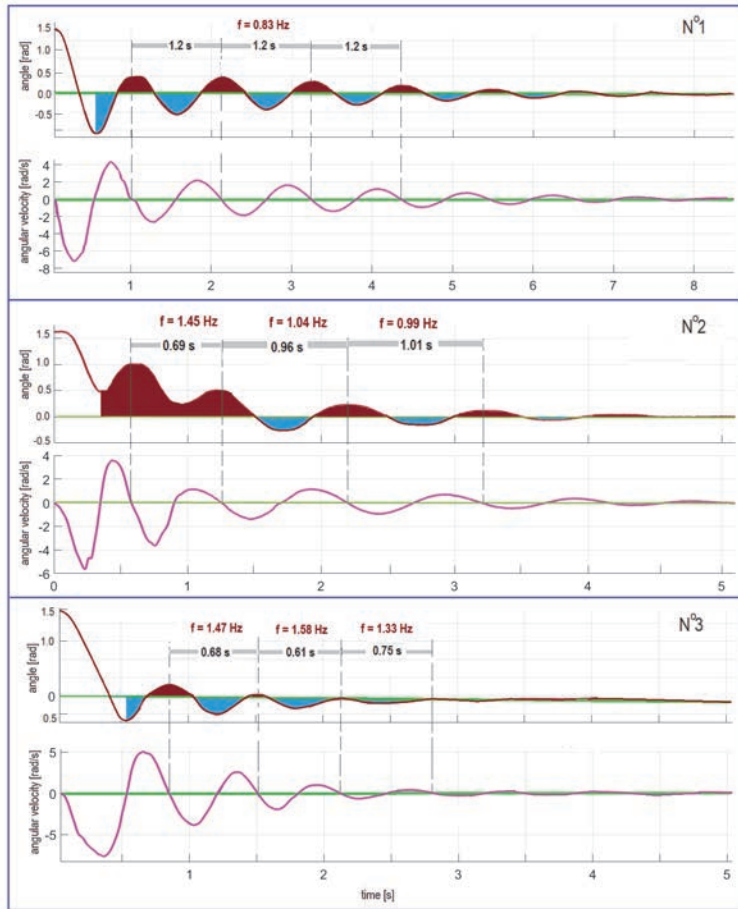 f = 0.83 Hz
N°1
1.2 s 1.2 s 1.2 s
angle [rad]
1.5
1.0
0.5
0.0
-0.5
angular velocity [rad/s]
4
2
0
-2
-4
-6
-8
1 2 3 4 5 6 7 8
f = 1.45 Hz f = 1.04 Hz f = 0.99 Hz
N°2
0.69 s 0.96 s 1.01 s
angle [rad]
1.5
1.0
0.5
0.0
-0.5
angular velocity [rad/s]
4
2
0
-2
-4
-6
0 1 2 3 4 5
f = 1.47 Hz f = 1.58 Hz f = 1.33 Hz
N°3
0.68 s 0.61 s 0.75 s
angle [rad]
1.5
1.0
0
0.5
angular velocity [rad/s]
5
0
-5
1 2 3 4 5
time [s]